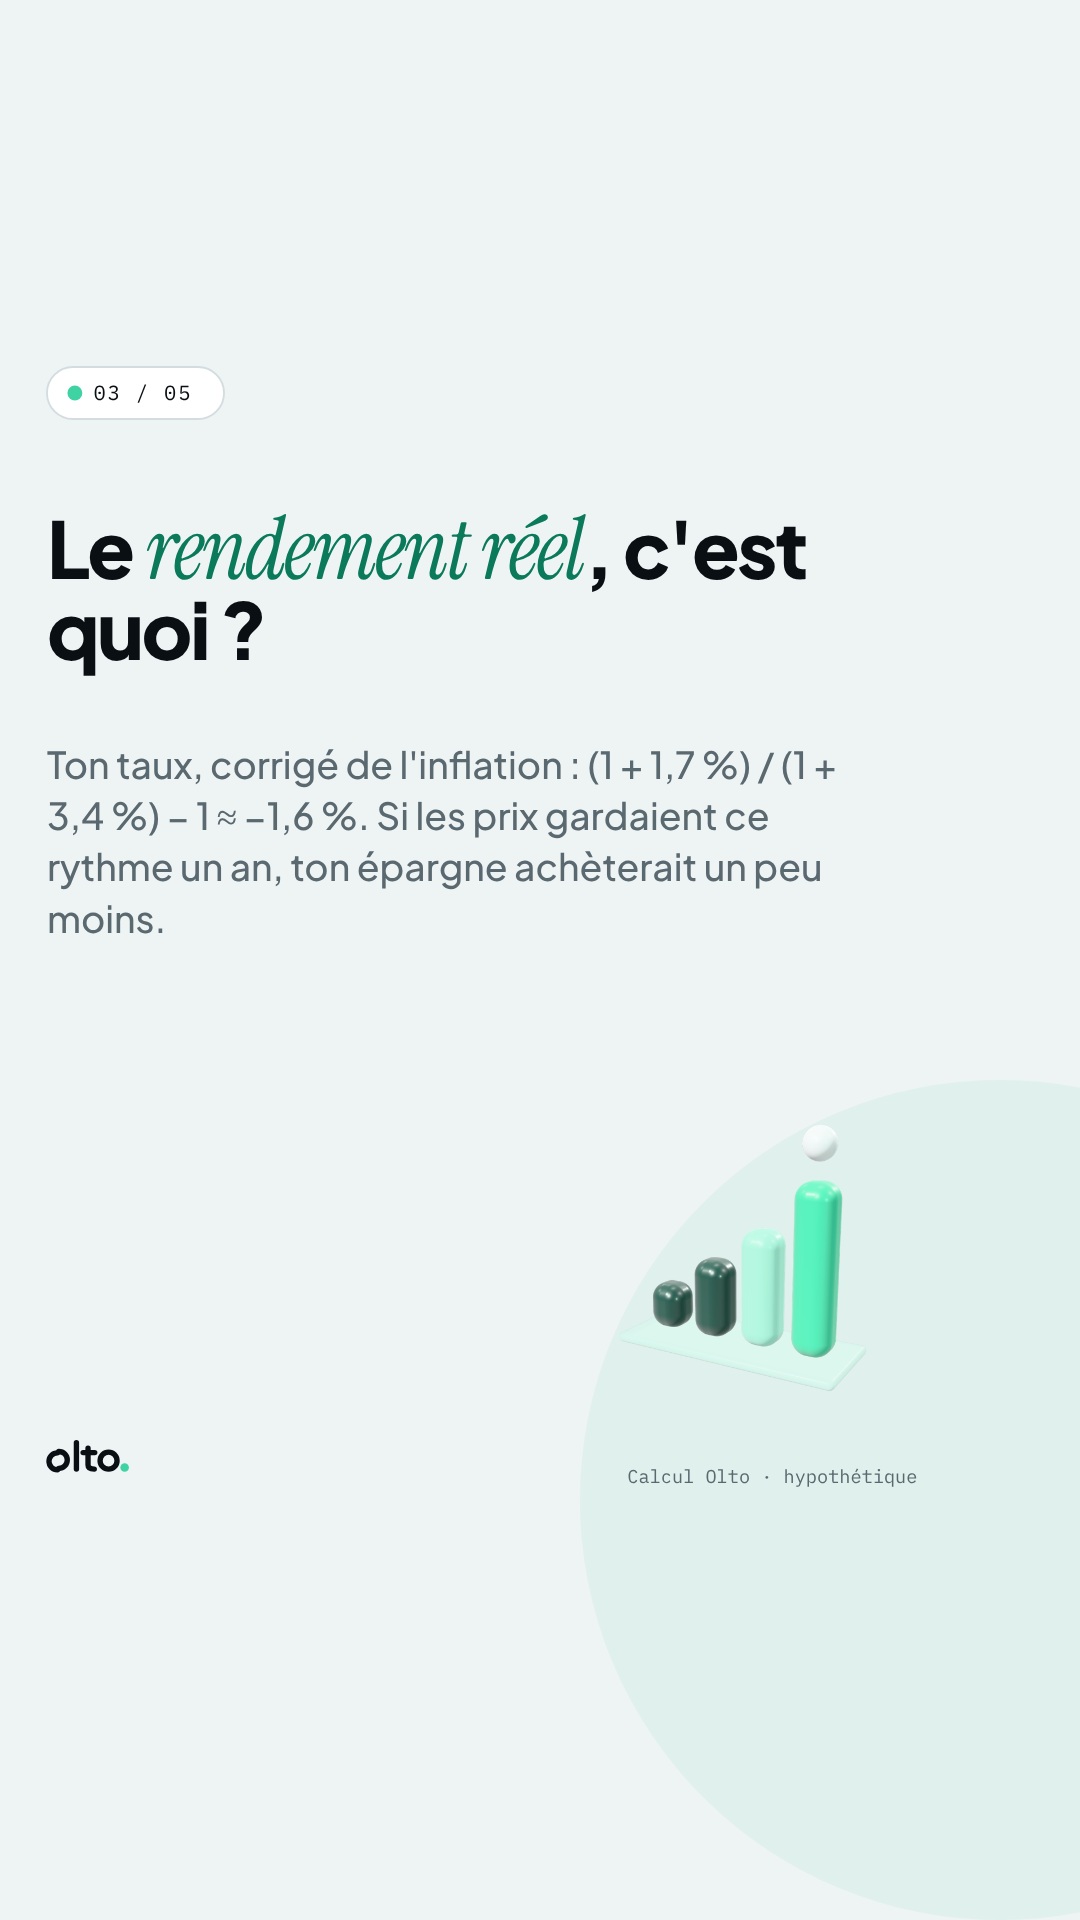 03 / 05
Le rendement réel, c'est
quoi ?
Ton taux, corrigé de l'inflation : (1 + 1,7 %) / (1 +
3,4 %) – 1 ≈ –1,6 %. Si les prix gardaient ce
rythme un an, ton épargne achèterait un peu
moins.
olto.
Calcul Olto · hypothétique